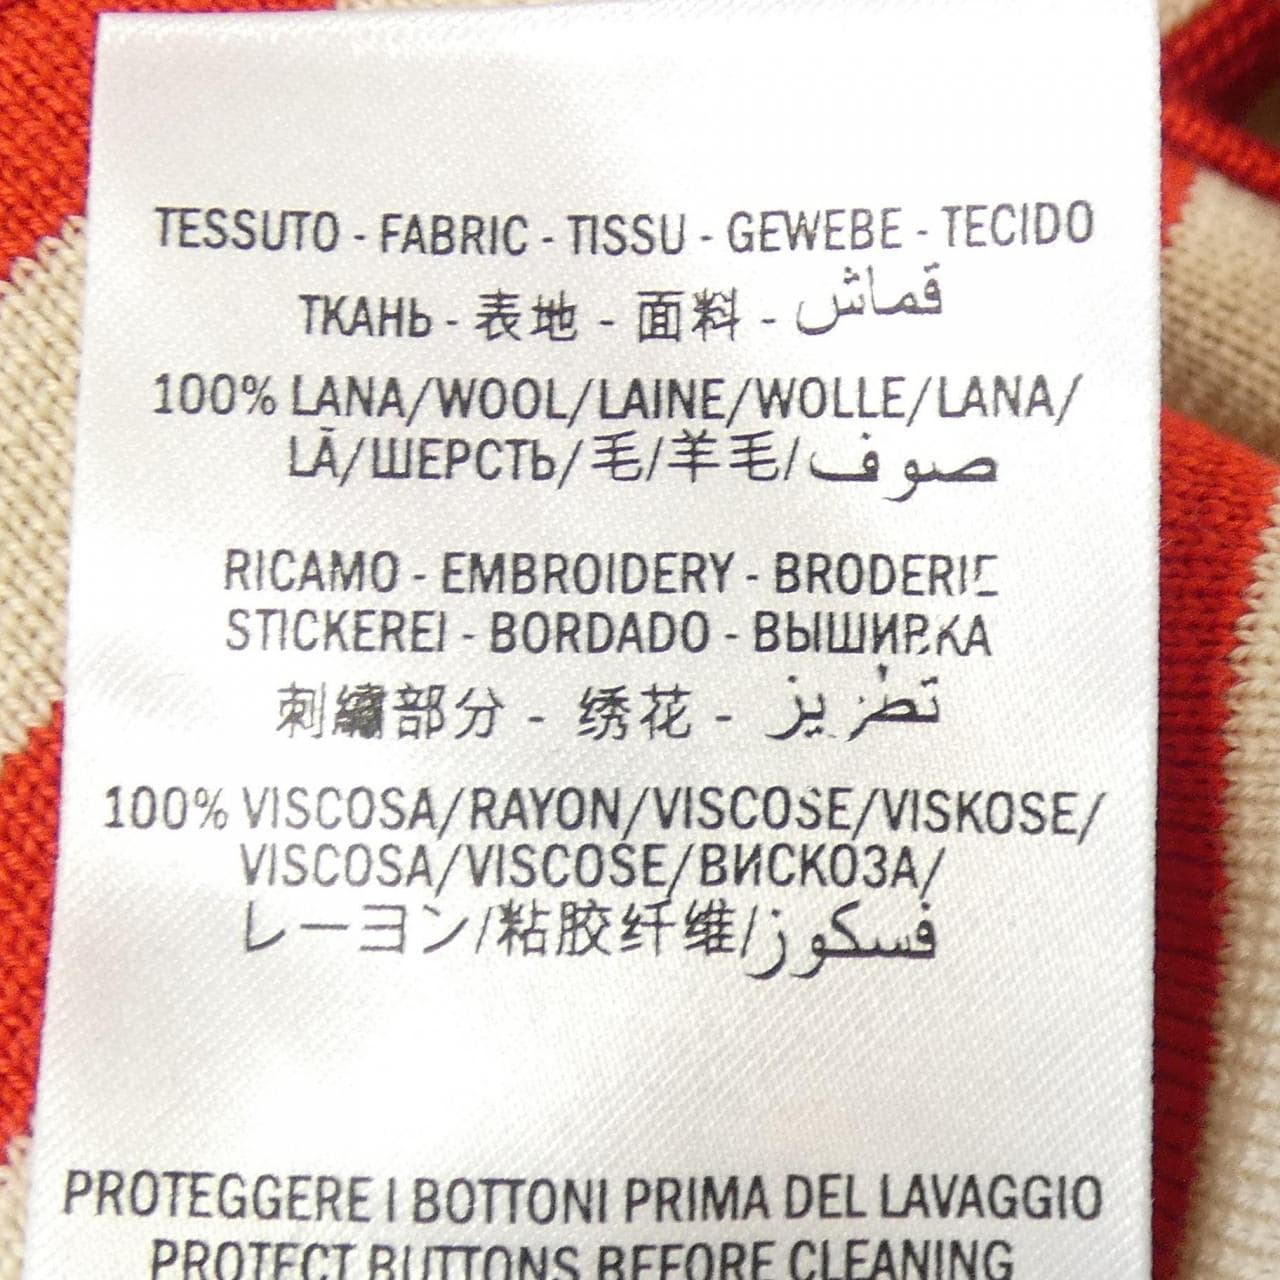 TESSUTO - FABRIC - TISSU - GEWEBE - TECIDO
ТКАНЬ - 表地 - 面料 - قماش
100% LANA/WOOL/LAINE/WOLLE/LANA/
LÃ/ШЕРСТЬ/毛/羊毛/صوف
RICAMO - EMBROIDERY - BRODERIE
STICKEREI - BORDADO - ВЫШИВКА
刺繍部分 - 绣花 - تطريز
100% VISCOSA/RAYON/VISCOSE/VISKOSE/
VISCOSA/VISCOSE/ВИСКОЗА/
レーヨン/粘胶纤维/فسكوز
PROTEGGERE I BOTTONI PRIMA DEL LAVAGGIO
PROTECT BUTTONS BEFORE CLEANING